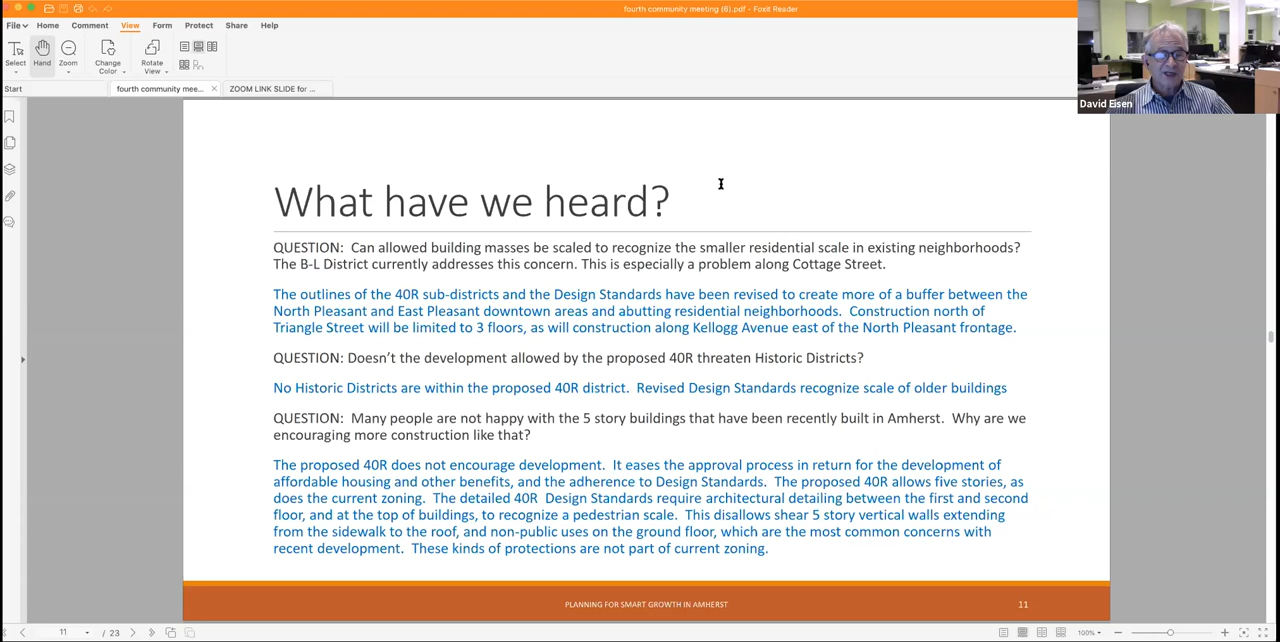 fourth community meeting (6).pdf - Foxit Reader
File Home Comment View Form Protect Share Help
Select Hand Zoom Change Color Rotate View
Start fourth community mee... ZOOM LINK SLIDE for ...
David Eisen
What have we heard?
QUESTION: Can allowed building masses be scaled to recognize the smaller residential scale in existing neighborhoods?
The B-L District currently addresses this concern. This is especially a problem along Cottage Street.
The outlines of the 40R sub-districts and the Design Standards have been revised to create more of a buffer between the
North Pleasant and East Pleasant downtown areas and abutting residential neighborhoods. Construction north of
Triangle Street will be limited to 3 floors, as will construction along Kellogg Avenue east of the North Pleasant frontage.
QUESTION: Doesn't the development allowed by the proposed 40R threaten Historic Districts?
No Historic Districts are within the proposed 40R district. Revised Design Standards recognize scale of older buildings
QUESTION: Many people are not happy with the 5 story buildings that have been recently built in Amherst. Why are we
encouraging more construction like that?
The proposed 40R does not encourage development. It eases the approval process in return for the development of
affordable housing and other benefits, and the adherence to Design Standards. The proposed 40R allows five stories, as
does the current zoning. The detailed 40R Design Standards require architectural detailing between the first and second
floor, and at the top of buildings, to recognize a pedestrian scale. This disallows shear 5 story vertical walls extending
from the sidewalk to the roof, and non-public uses on the ground floor, which are the most common concerns with
recent development. These kinds of protections are not part of current zoning.
PLANNING FOR SMART GROWTH IN AMHERST 11
11 / 23 100%